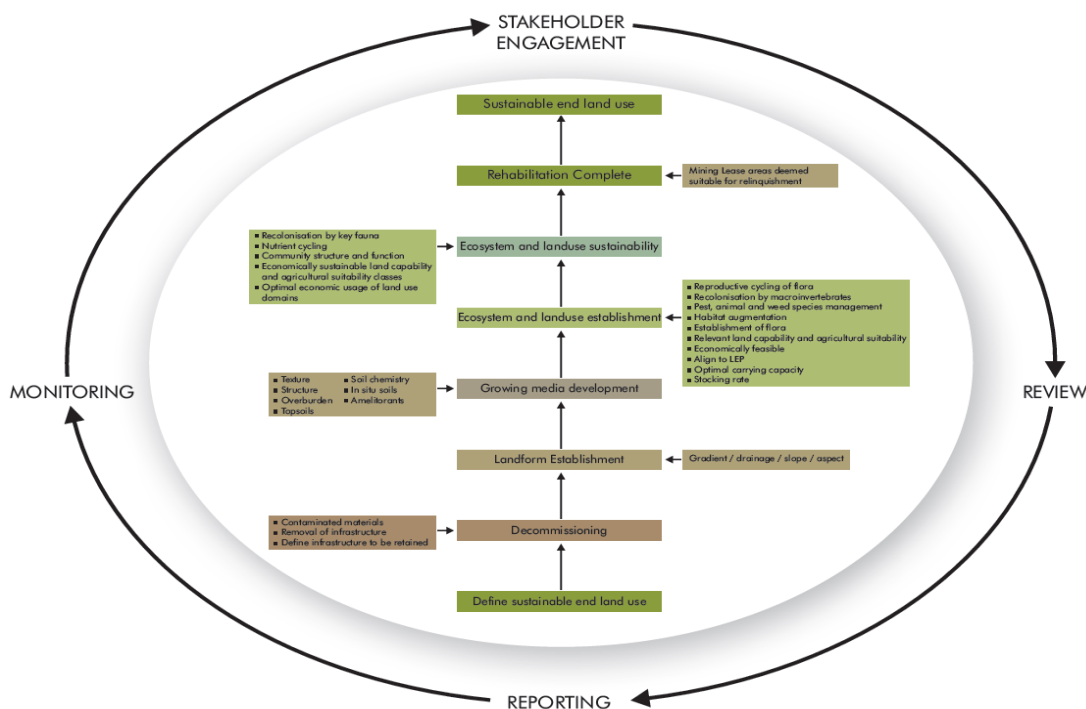 STAKEHOLDER
ENGAGEMENT
Sustainable end land use
Rehabilitation Complete
Mining Lease areas deemed
suitable for relinquishment
Recolonisation by key fauna
Nutrient cycling
Community structure and function
Economically sustainable land capability
and agricultural suitability classes
Optimal economic usage of land use
domains
Ecosystem and landuse sustainability
Ecosystem and landuse establishment
Reproductive cycling of flora
Recolonisation by macroinvertebrates
Pest, animal and weed species management
Habitat augmentation
Establishment of flora
Relevant land capability and agricultural suitability
Economically feasible
Align to LEP
Optimal carrying capacity
Stocking rate
MONITORING
REVIEW
Texture
Structure
Overburden
Topsoils
Soil chemistry
In situ soils
Ameliorants
Growing media development
Landform Establishment
Gradient / drainage / slope / aspect
Contaminated materials
Removal of infrastructure
Define infrastructure to be retained
Decommissioning
Define sustainable end land use
REPORTING